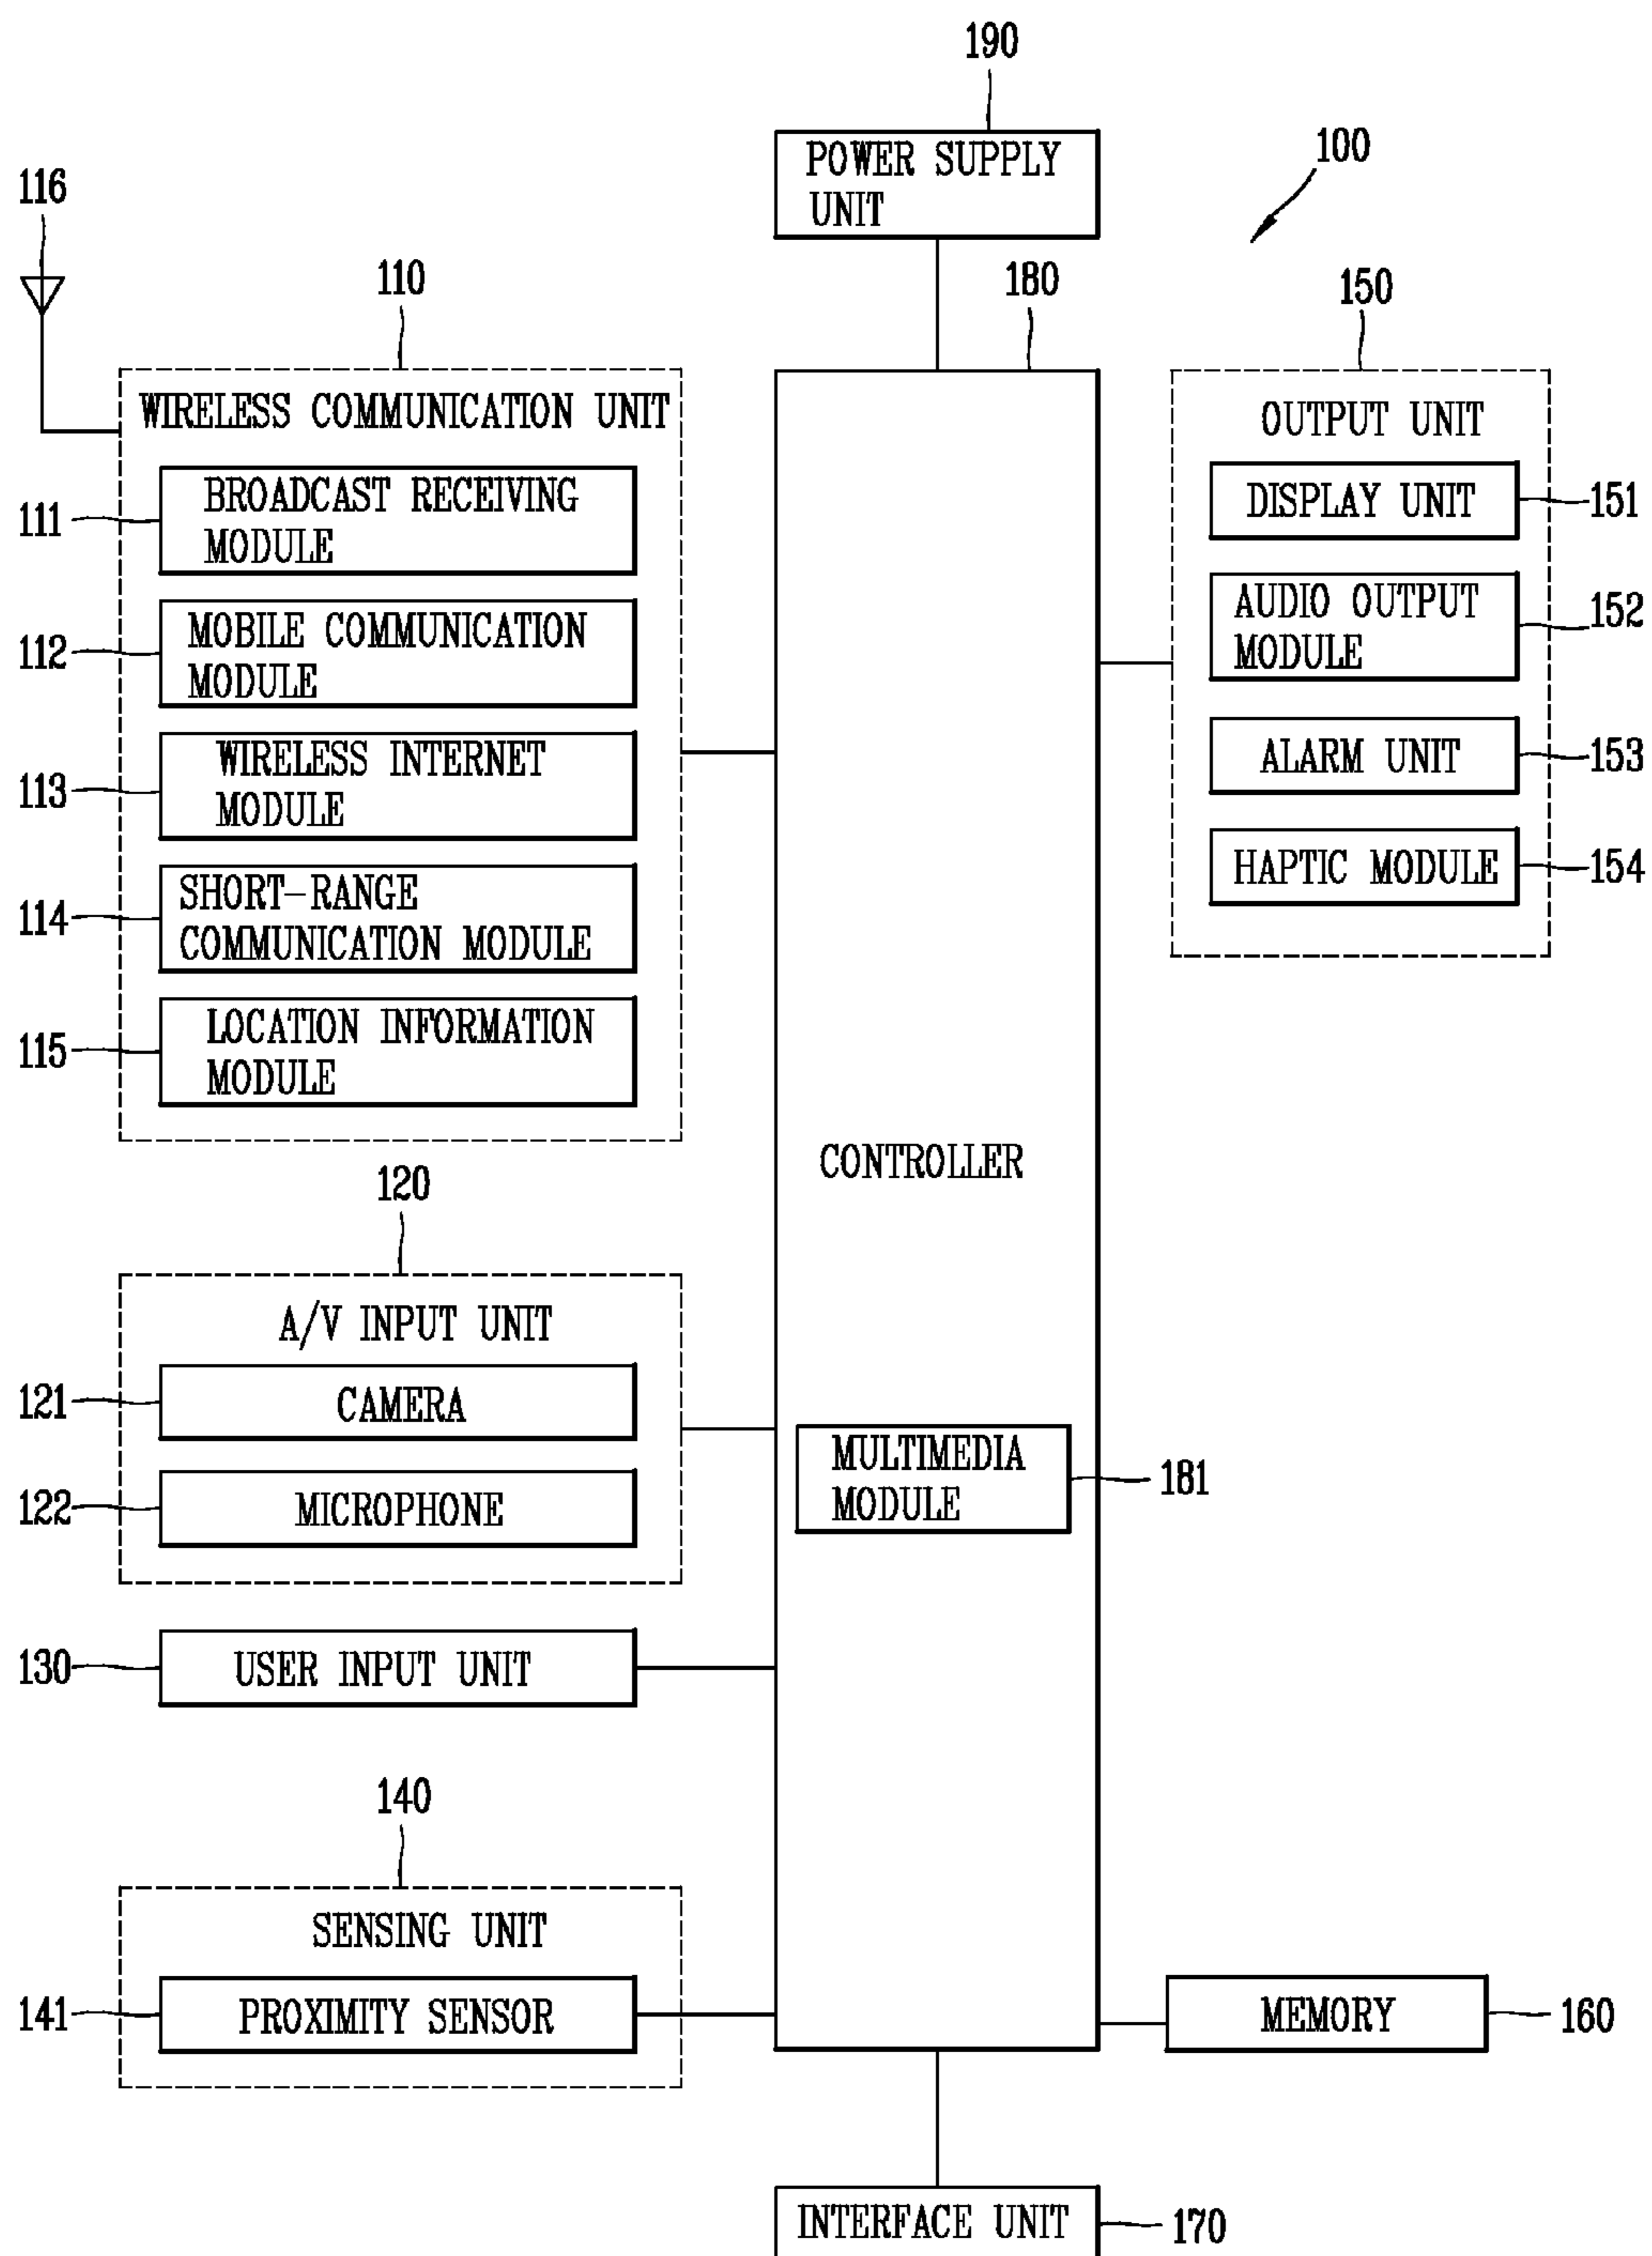 190
POWER SUPPLY
UNIT
100
116
110
180
150
WIRELESS COMMUNICATION UNIT
111
BROADCAST RECEIVING
MODULE
112
MOBILE COMMUNICATION
MODULE
113
WIRELESS INTERNET
MODULE
114
SHORT-RANGE
COMMUNICATION MODULE
115
LOCATION INFORMATION
MODULE
OUTPUT UNIT
DISPLAY UNIT
151
AUDIO OUTPUT
MODULE
152
ALARM UNIT
153
HAPTIC MODULE
154
CONTROLLER
120
A/V INPUT UNIT
121
CAMERA
122
MICROPHONE
MULTIMEDIA
MODULE
181
130
USER INPUT UNIT
140
SENSING UNIT
141
PROXIMITY SENSOR
MEMORY
160
INTERFACE UNIT
170